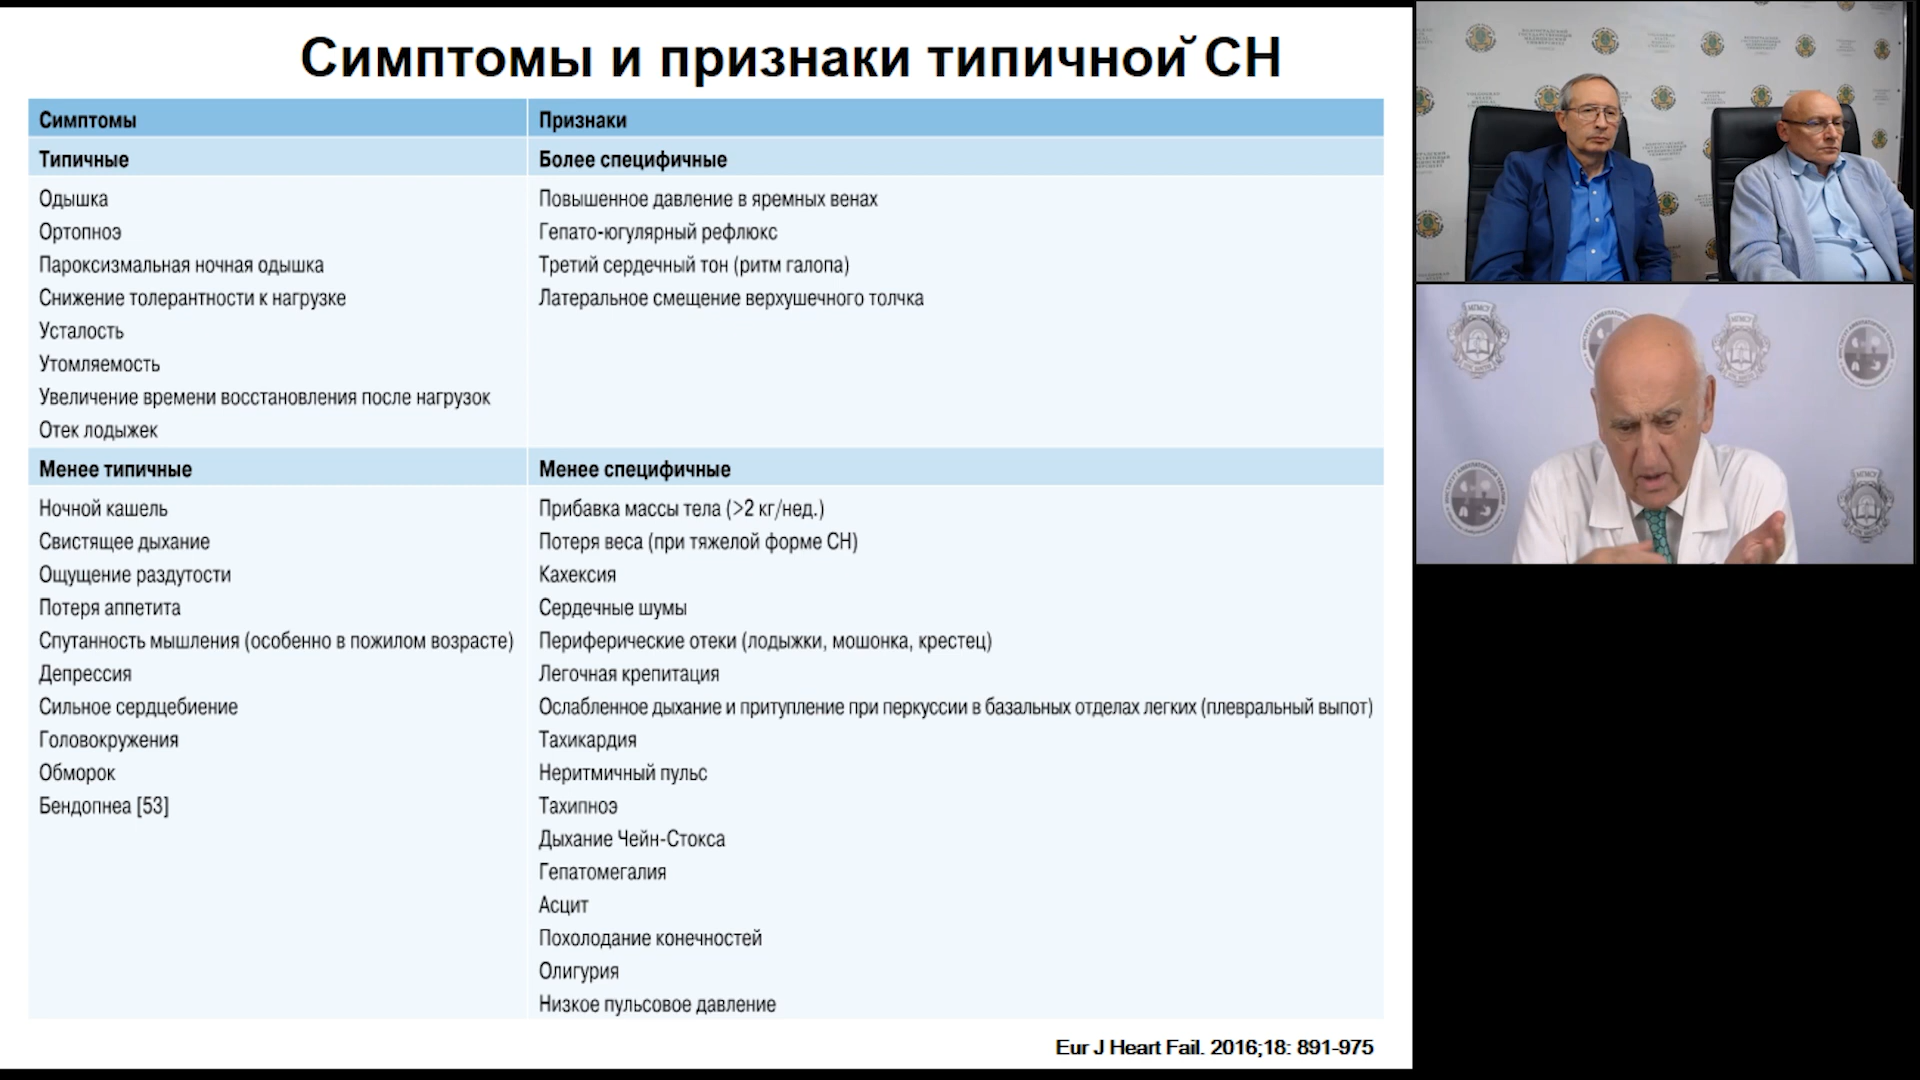 Симптомы и признаки типичной СН
Симптомы
Признаки
Типичные
Более специфичные
Одышка
Повышенное давление в яремных венах
Ортопноэ
Гепато-югулярный рефлюкс
Пароксизмальная ночная одышка
Третий сердечный тон (ритм галопа)
Снижение толерантности к нагрузке
Латеральное смещение верхушечного толчка
Усталость
Утомляемость
Увеличение времени восстановления после нагрузок
Отек лодыжек
Менее типичные
Менее специфичные
Ночной кашель
Прибавка массы тела (>2 кг/нед.)
Свистящее дыхание
Потеря веса (при тяжелой форме СН)
Ощущение раздутости
Кахексия
Потеря аппетита
Сердечные шумы
Спутанность мышления (особенно в пожилом возрасте)
Периферические отеки (лодыжки, мошонка, крестец)
Депрессия
Легочная крепитация
Сильное сердцебиение
Ослабленное дыхание и притупление при перкуссии в базальных отделах легких (плевральный выпот)
Головокружения
Тахикардия
Обморок
Неритмичный пульс
Бендопнеа [53]
Тахипноэ
Дыхание Чейн-Стокса
Гепатомегалия
Асцит
Похолодание конечностей
Олигурия
Низкое пульсовое давление
Eur J Heart Fail. 2016;18: 891-975